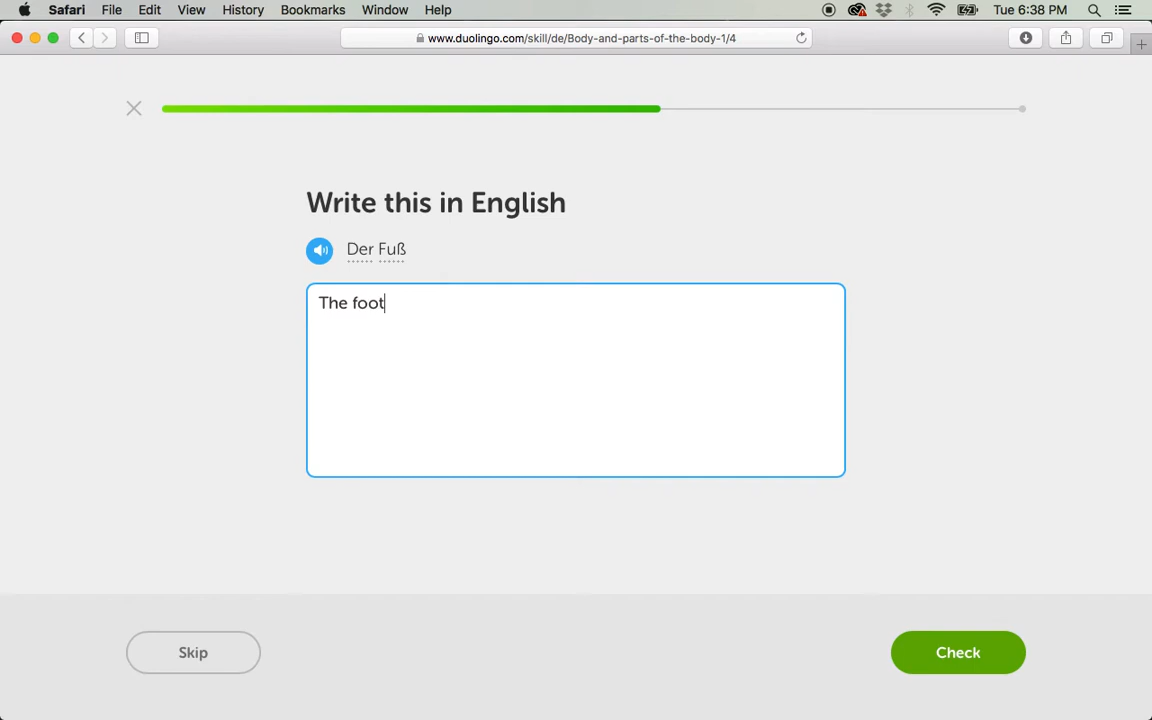 Safari File Edit View History Bookmarks Window Help Tue 6:38 PM
www.duolingo.com/skill/de/Body-and-parts-of-the-body-1/4
Write this in English
Der Fuß
The foot
Skip Check